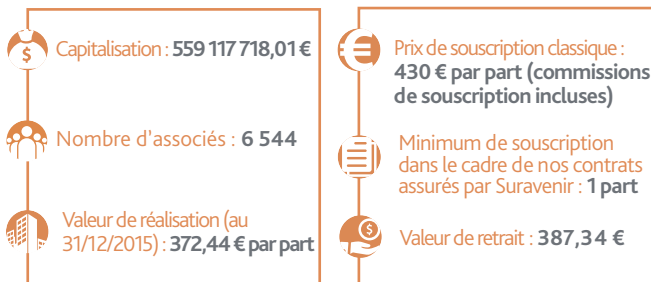 Capitalisation : 559 117 718,01 €
Nombre d'associés : 6 544
Valeur de réalisation (au
31/12/2015) : 372,44 € par part
Prix de souscription classique :
430 € par part (commissions
de souscription incluses)
Minimum de souscription
dans le cadre de nos contrats
assurés par Suravenir : 1 part
Valeur de retrait : 387,34 €